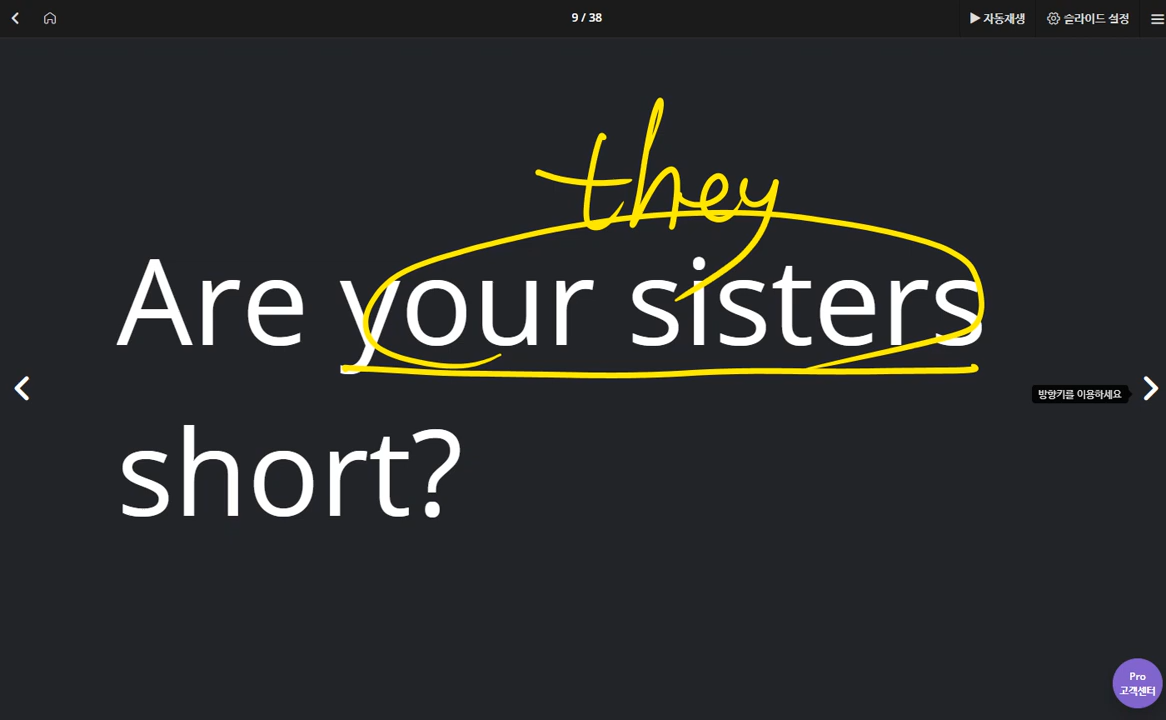 9 / 38
▶ 자동재생
슬라이드 설정
they
Are your sisters
short?
방향키를 이용하세요
Pro
고객센터